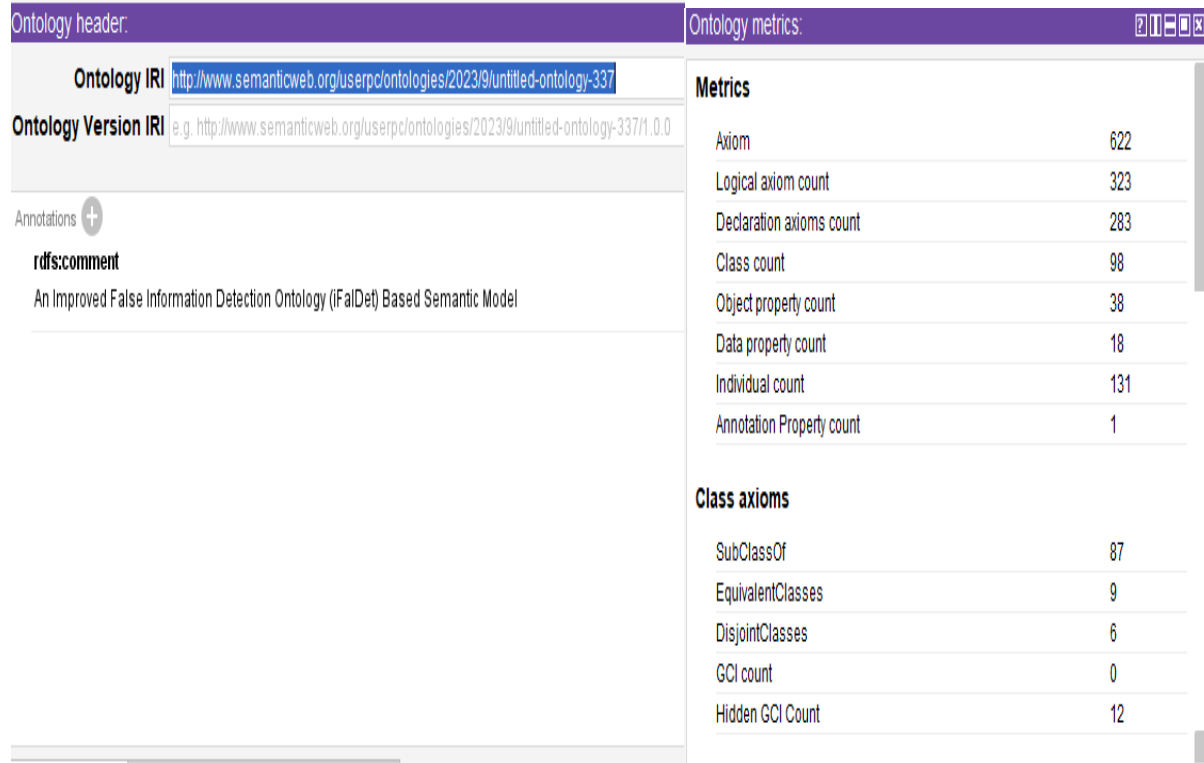 Ontology header:
Ontology IRI http://www.semanticweb.org/userpc/ontologies/2023/9/untitled-ontology-337
Ontology Version IRI e.g. http://www.semanticweb.org/userpc/ontologies/2023/9/untitled-ontology-337/1.0.0
Annotations
rdfs:comment
An Improved False Information Detection Ontology (iFalDet) Based Semantic Model
Ontology metrics:
Metrics
Axiom 622
Logical axiom count 323
Declaration axioms count 283
Class count 98
Object property count 38
Data property count 18
Individual count 131
Annotation Property count 1
Class axioms
SubClassOf 87
EquivalentClasses 9
DisjointClasses 6
GCI count 0
Hidden GCI Count 12